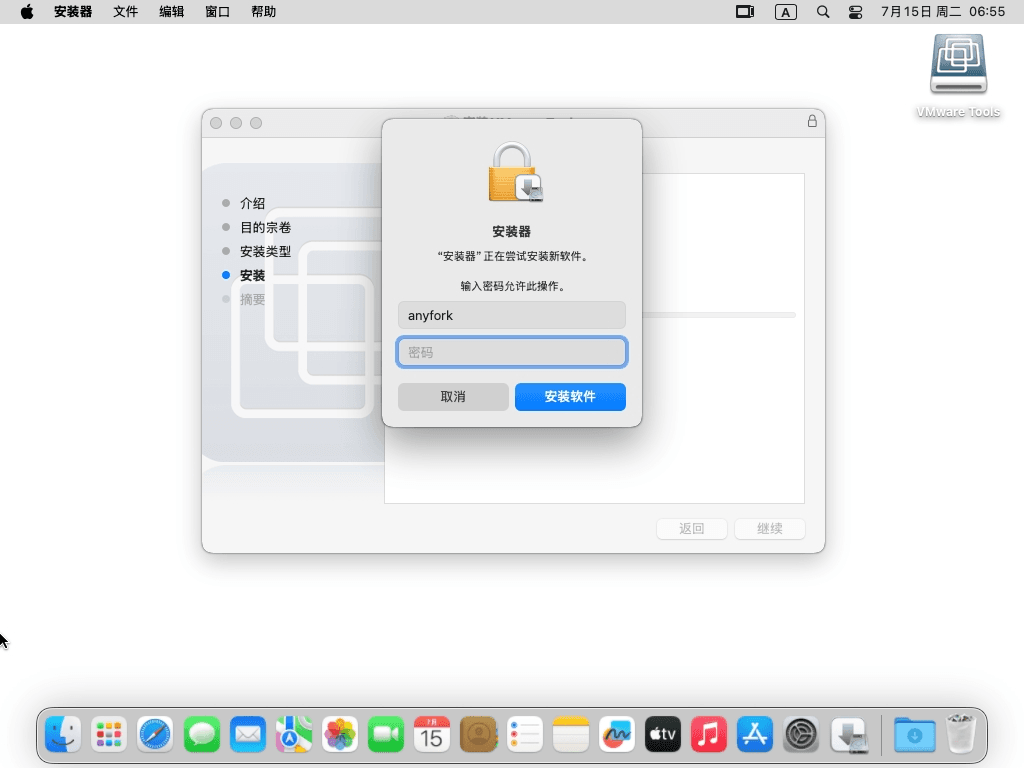 安装器 文件 编辑 窗口 帮助 A 7月15日 周二 06:55
VMware Tools
介绍
目的宗卷
安装类型
安装
摘要
安装器
“安装器”正在尝试安装新软件。
输入密码允许此操作。
anyfork
密码
取消 安装软件
返回 继续
7月
15
tv